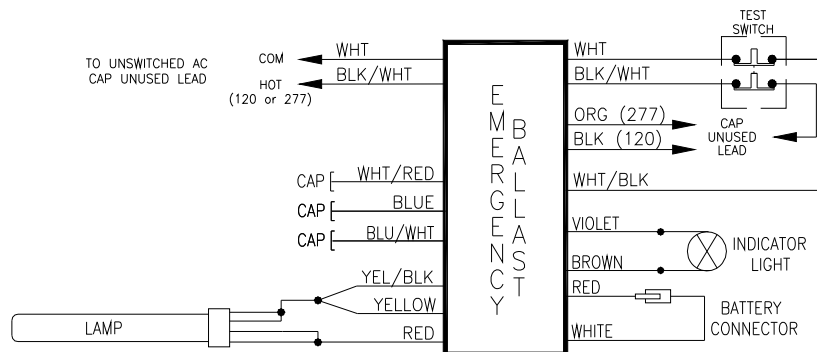 TO UNSWITCHED AC
CAP UNUSED LEAD
COM
HOT
(120 or 277)
WHT
BLK/WHT
CAP
WHT/RED
CAP
BLUE
CAP
BLU/WHT
YEL/BLK
YELLOW
RED
LAMP
EMERGENCY
BALLAST
WHT
BLK/WHT
TEST
SWITCH
ORG (277)
BLK (120)
CAP
UNUSED
LEAD
WHT/BLK
VIOLET
BROWN
INDICATOR
LIGHT
RED
WHITE
BATTERY
CONNECTOR